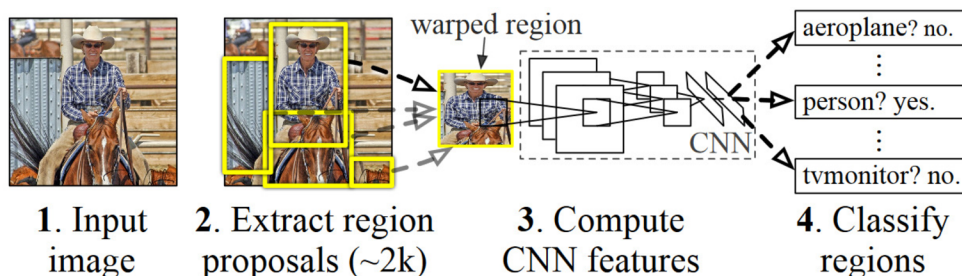 warped region
aeroplane? no.
⋮
person? yes.
⋮
tvmonitor? no.
CNN
1. Input
image
2. Extract region
proposals (~2k)
3. Compute
CNN features
4. Classify
regions